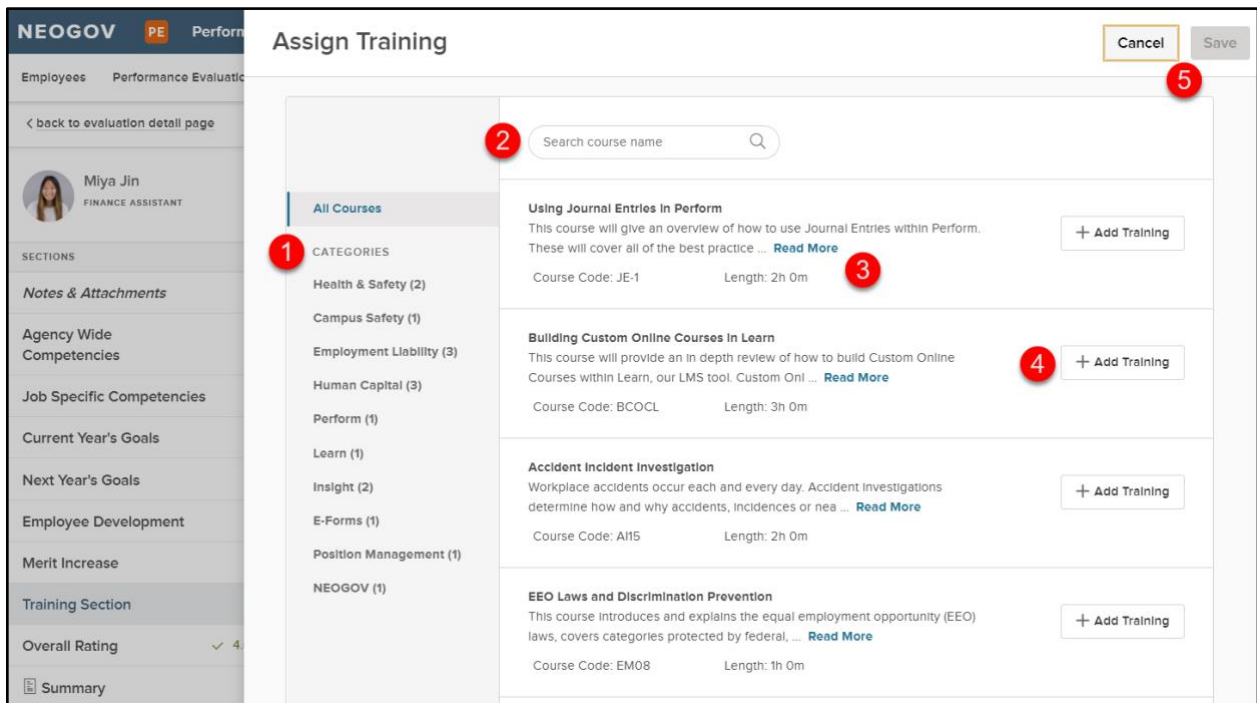 NEOGOV PE Perform
Employees Performance Evaluatio
< back to evaluation detail page
Miya Jin
FINANCE ASSISTANT
SECTIONS
Notes & Attachments
Agency Wide
Competencies
Job Specific Competencies
Current Year's Goals
Next Year's Goals
Employee Development
Merit Increase
Training Section
Overall Rating ✓ 4.
Summary
Assign Training
Cancel
Save
5
2
Search course name
All Courses
1
CATEGORIES
Health & Safety (2)
Campus Safety (1)
Employment Liability (3)
Human Capital (3)
Perform (1)
Learn (1)
Insight (2)
E-Forms (1)
Position Management (1)
NEOGOV (1)
Using Journal Entries in Perform
This course will give an overview of how to use Journal Entries within Perform.
These will cover all of the best practice ... Read More
3
Course Code: JE-1 Length: 2h 0m
+ Add Training
Building Custom Online Courses in Learn
This course will provide an in depth review of how to build Custom Online
Courses within Learn, our LMS tool. Custom Onl ... Read More
Course Code: BCOCL Length: 3h 0m
4
+ Add Training
Accident Incident Investigation
Workplace accidents occur each and every day. Accident investigations
determine how and why accidents, incidences or nea ... Read More
Course Code: AI15 Length: 2h 0m
+ Add Training
EEO Laws and Discrimination Prevention
This course introduces and explains the equal employment opportunity (EEO)
laws, covers categories protected by federal, ... Read More
Course Code: EM08 Length: 1h 0m
+ Add Training